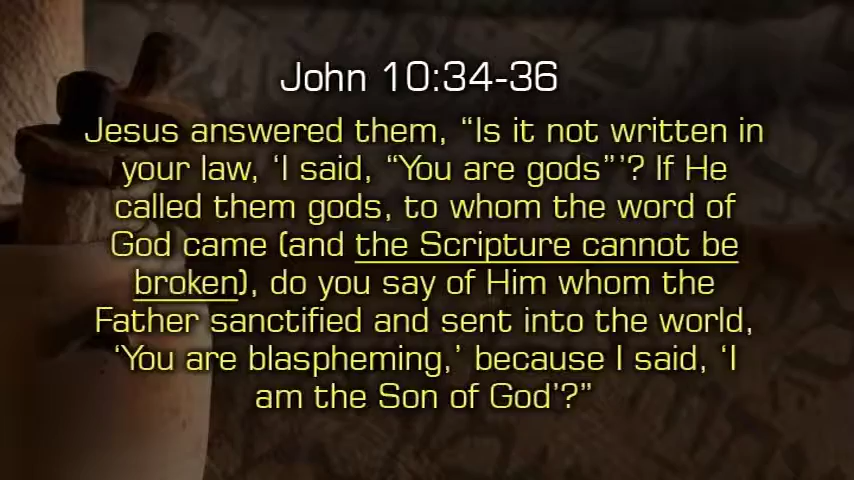 John 10:34-36
Jesus answered them, “Is it not written in
your law, ‘I said, “You are gods”’? If He
called them gods, to whom the word of
God came (and the Scripture cannot be
broken), do you say of Him whom the
Father sanctified and sent into the world,
‘You are blaspheming,’ because I said, ‘I
am the Son of God’?”